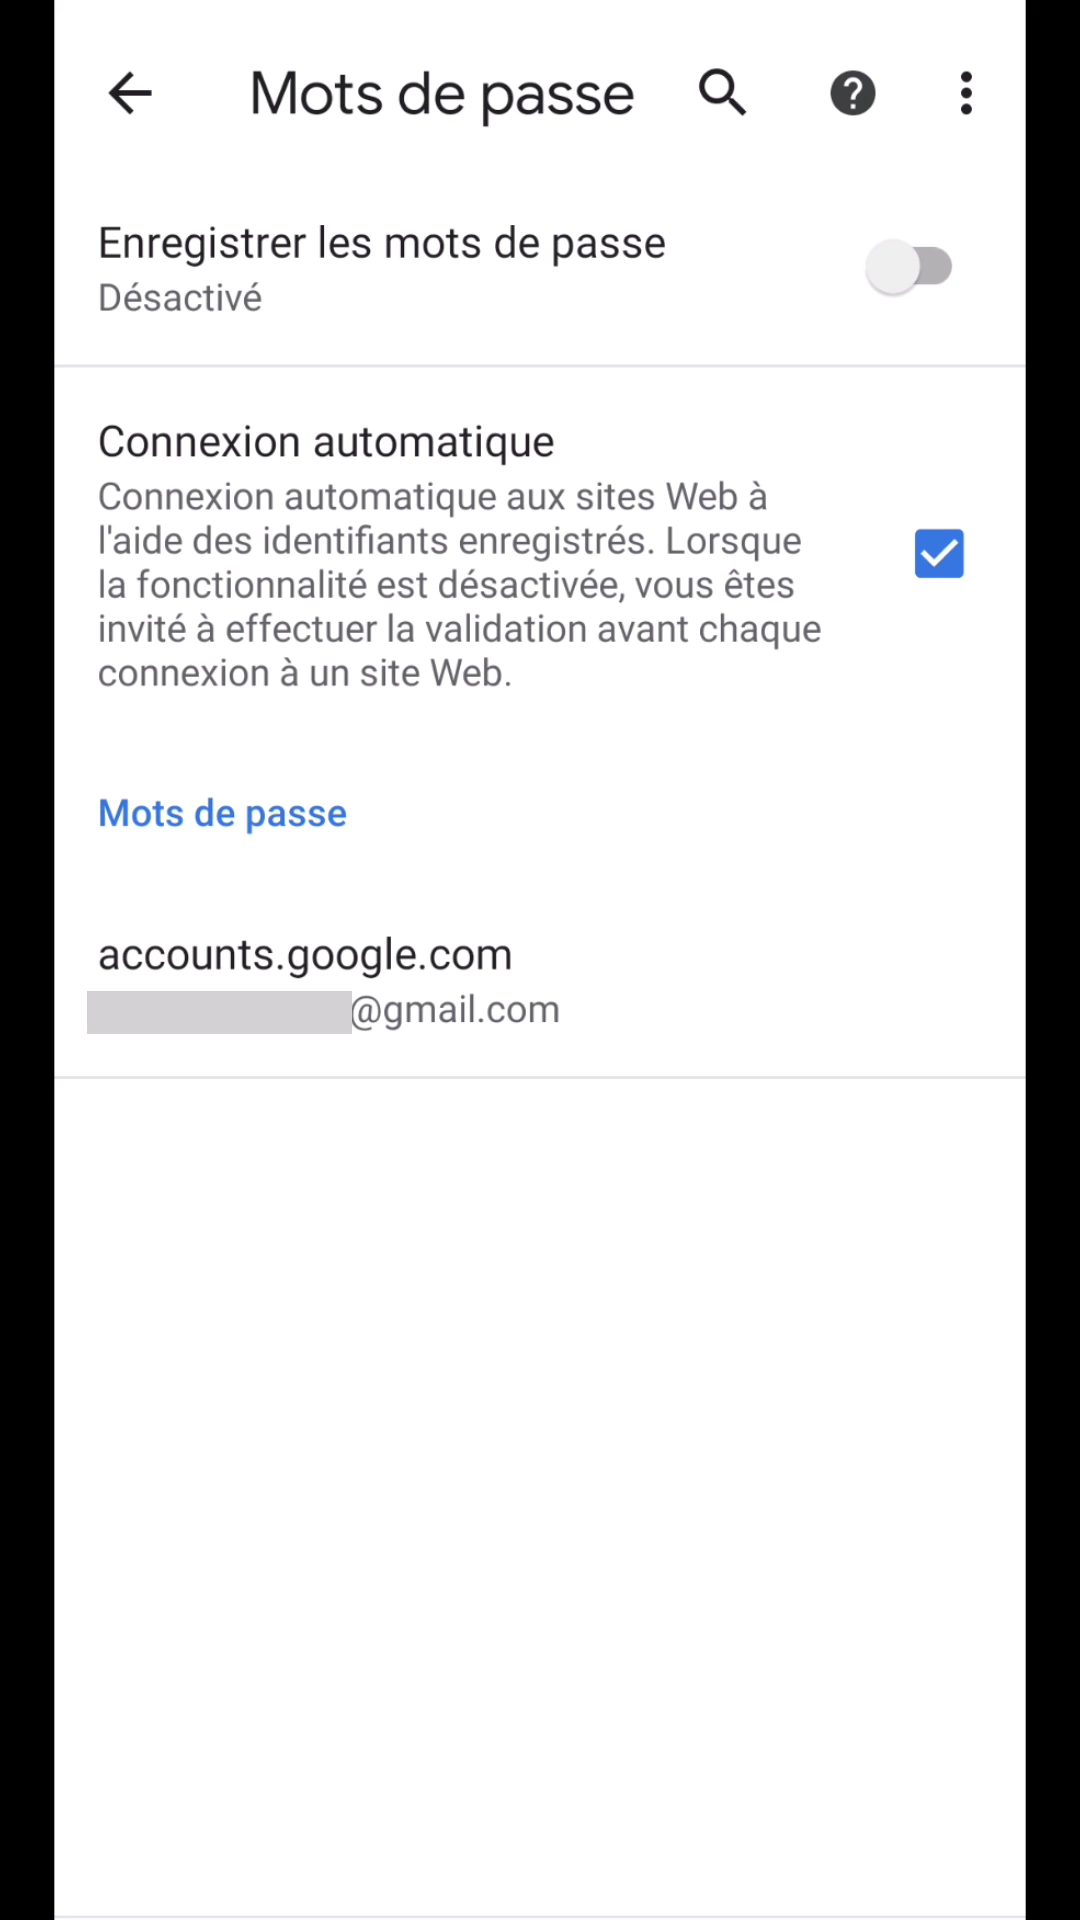 Mots de passe
Enregistrer les mots de passe
Désactivé
Connexion automatique
Connexion automatique aux sites Web à
l'aide des identifiants enregistrés. Lorsque
la fonctionnalité est désactivée, vous êtes
invité à effectuer la validation avant chaque
connexion à un site Web.
Mots de passe
accounts.google.com
@gmail.com